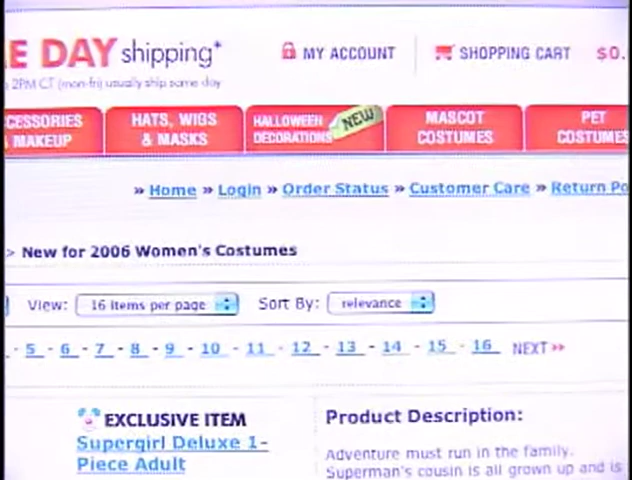 E DAY shipping*
2PM CT (mon-fri) usually ship same day
MY ACCOUNT
SHOPPING CART $0.
CESSORIES
MAKEUP
HATS, WIGS
& MASKS
HALLOWEEN
DECORATIONS
NEW
MASCOT
COSTUMES
PET
COSTUMES
» Home » Login » Order Status » Customer Care » Return Po
> New for 2006 Women's Costumes
View: 16 items per page Sort By: relevance
- 5 - 6 - 7 - 8 - 9 - 10 - 11 - 12 - 13 - 14 - 15 - 16 NEXT »
EXCLUSIVE ITEM
Supergirl Deluxe 1-
Piece Adult
Product Description:
Adventure must run in the family.
Superman's cousin is all grown up and is